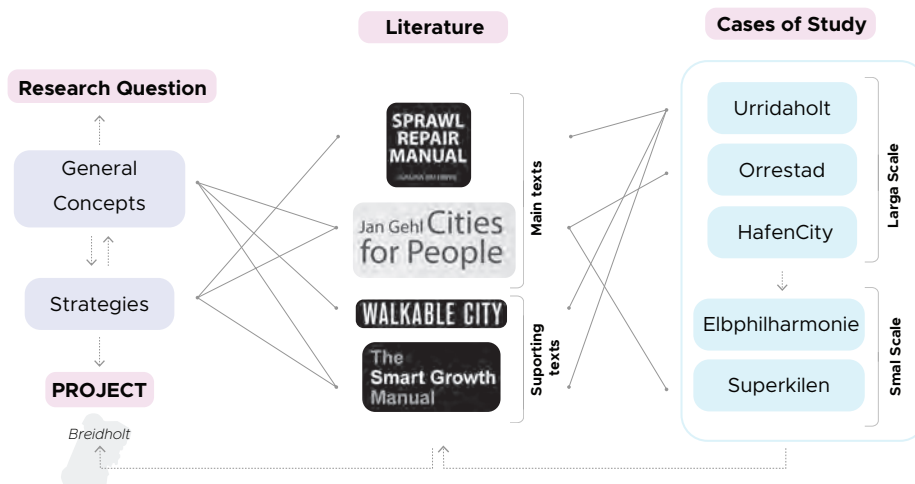 Literature
Cases of Study
Research Question
General
Concepts
Strategies
PROJECT
Breidholt
SPRAWL
REPAIR
MANUAL
Jan Gehl Cities
for People
Main texts
WALKABLE CITY
The
Smart Growth
Manual
Suporting
texts
Urridaholt
Orrestad
HafenCity
Larga Scale
Elbphilharmonie
Superkilen
Smal Scale